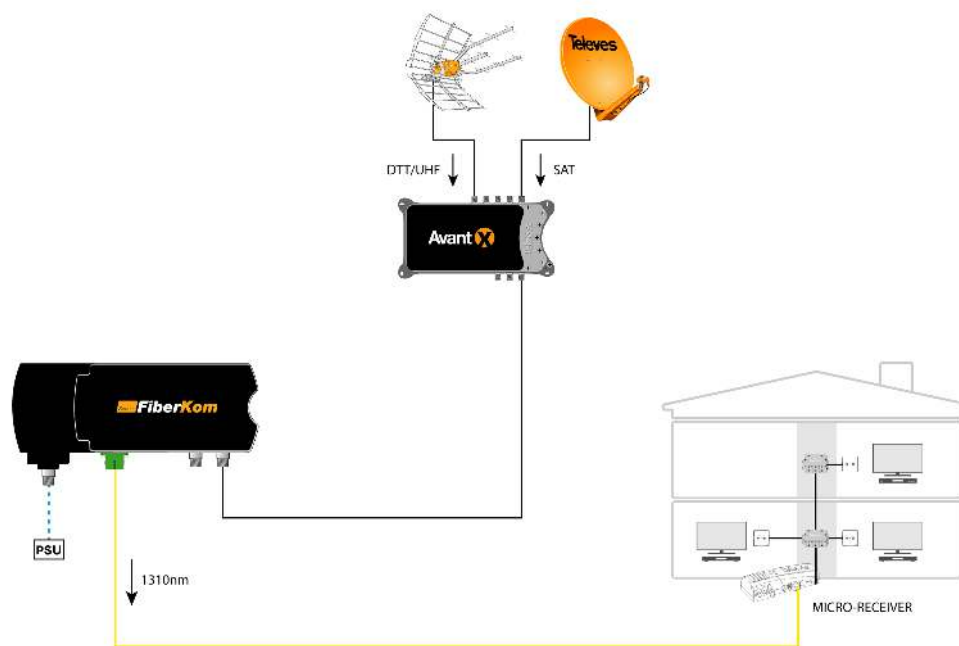 Televes
DTT/UHF
SAT
Avant X
FiberKom
PSU
1310nm
MICRO-RECEIVER